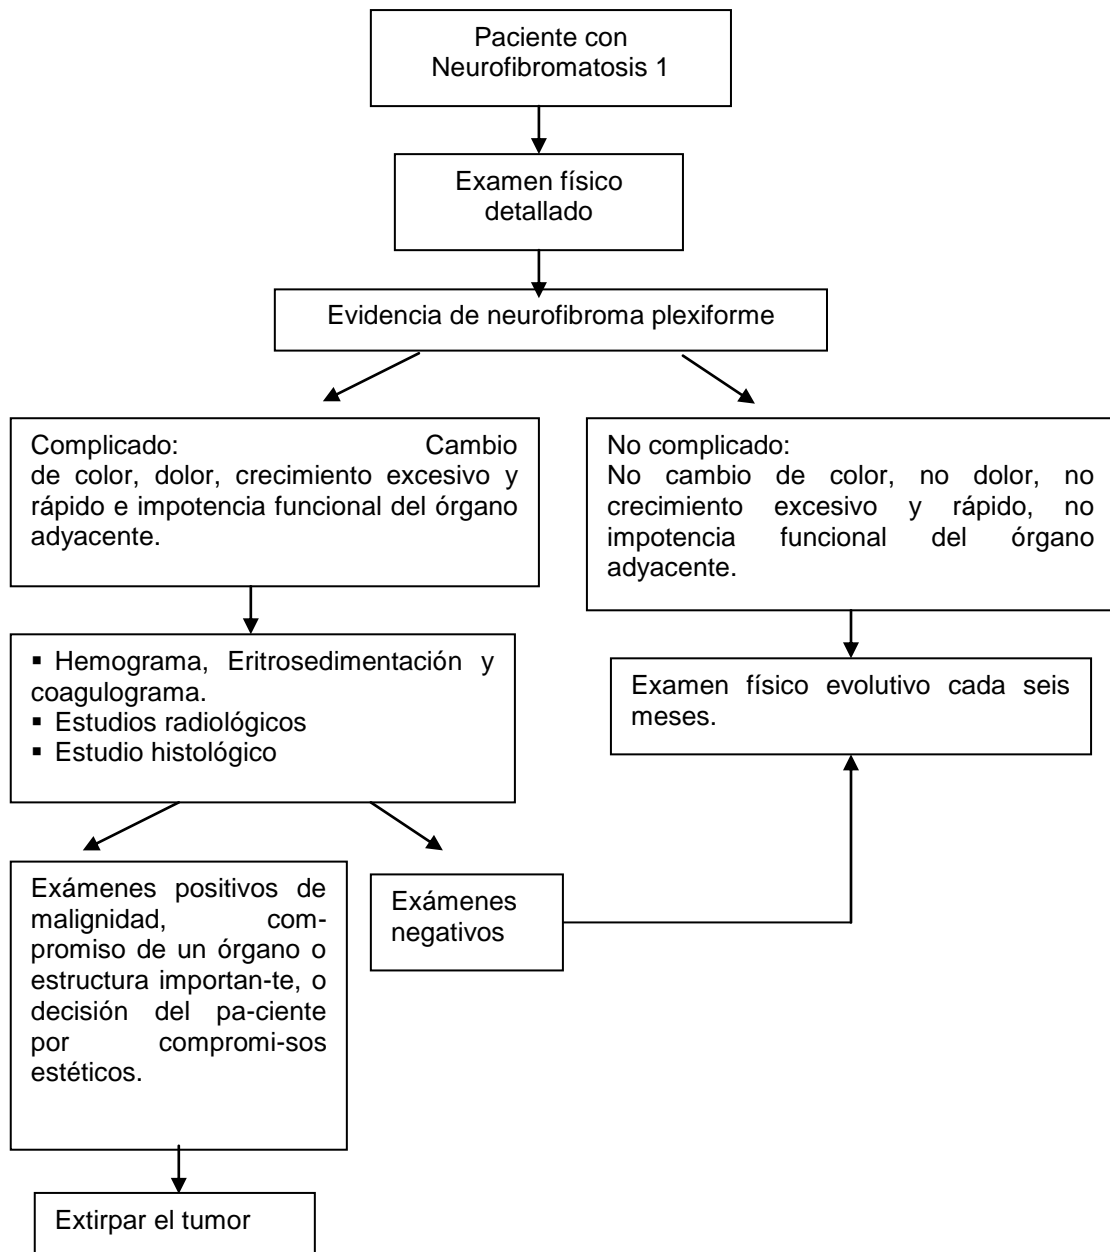 Paciente con
Neurofibromatosis 1
Examen físico
detallado
Evidencia de neurofibroma plexiforme
Complicado: Cambio
de color, dolor, crecimiento excesivo y
rápido e impotencia funcional del órgano
adyacente.
No complicado:
No cambio de color, no dolor, no
crecimiento excesivo y rápido, no
impotencia funcional del órgano
adyacente.
▪ Hemograma, Eritrosedimentación y
coagulograma.
▪ Estudios radiológicos
▪ Estudio histológico
Examen físico evolutivo cada seis
meses.
Exámenes positivos de
malignidad, com-
promiso de un órgano o
estructura importan-te, o
decisión del pa-ciente
por compromi-sos
estéticos.
Exámenes
negativos
Extirpar el tumor